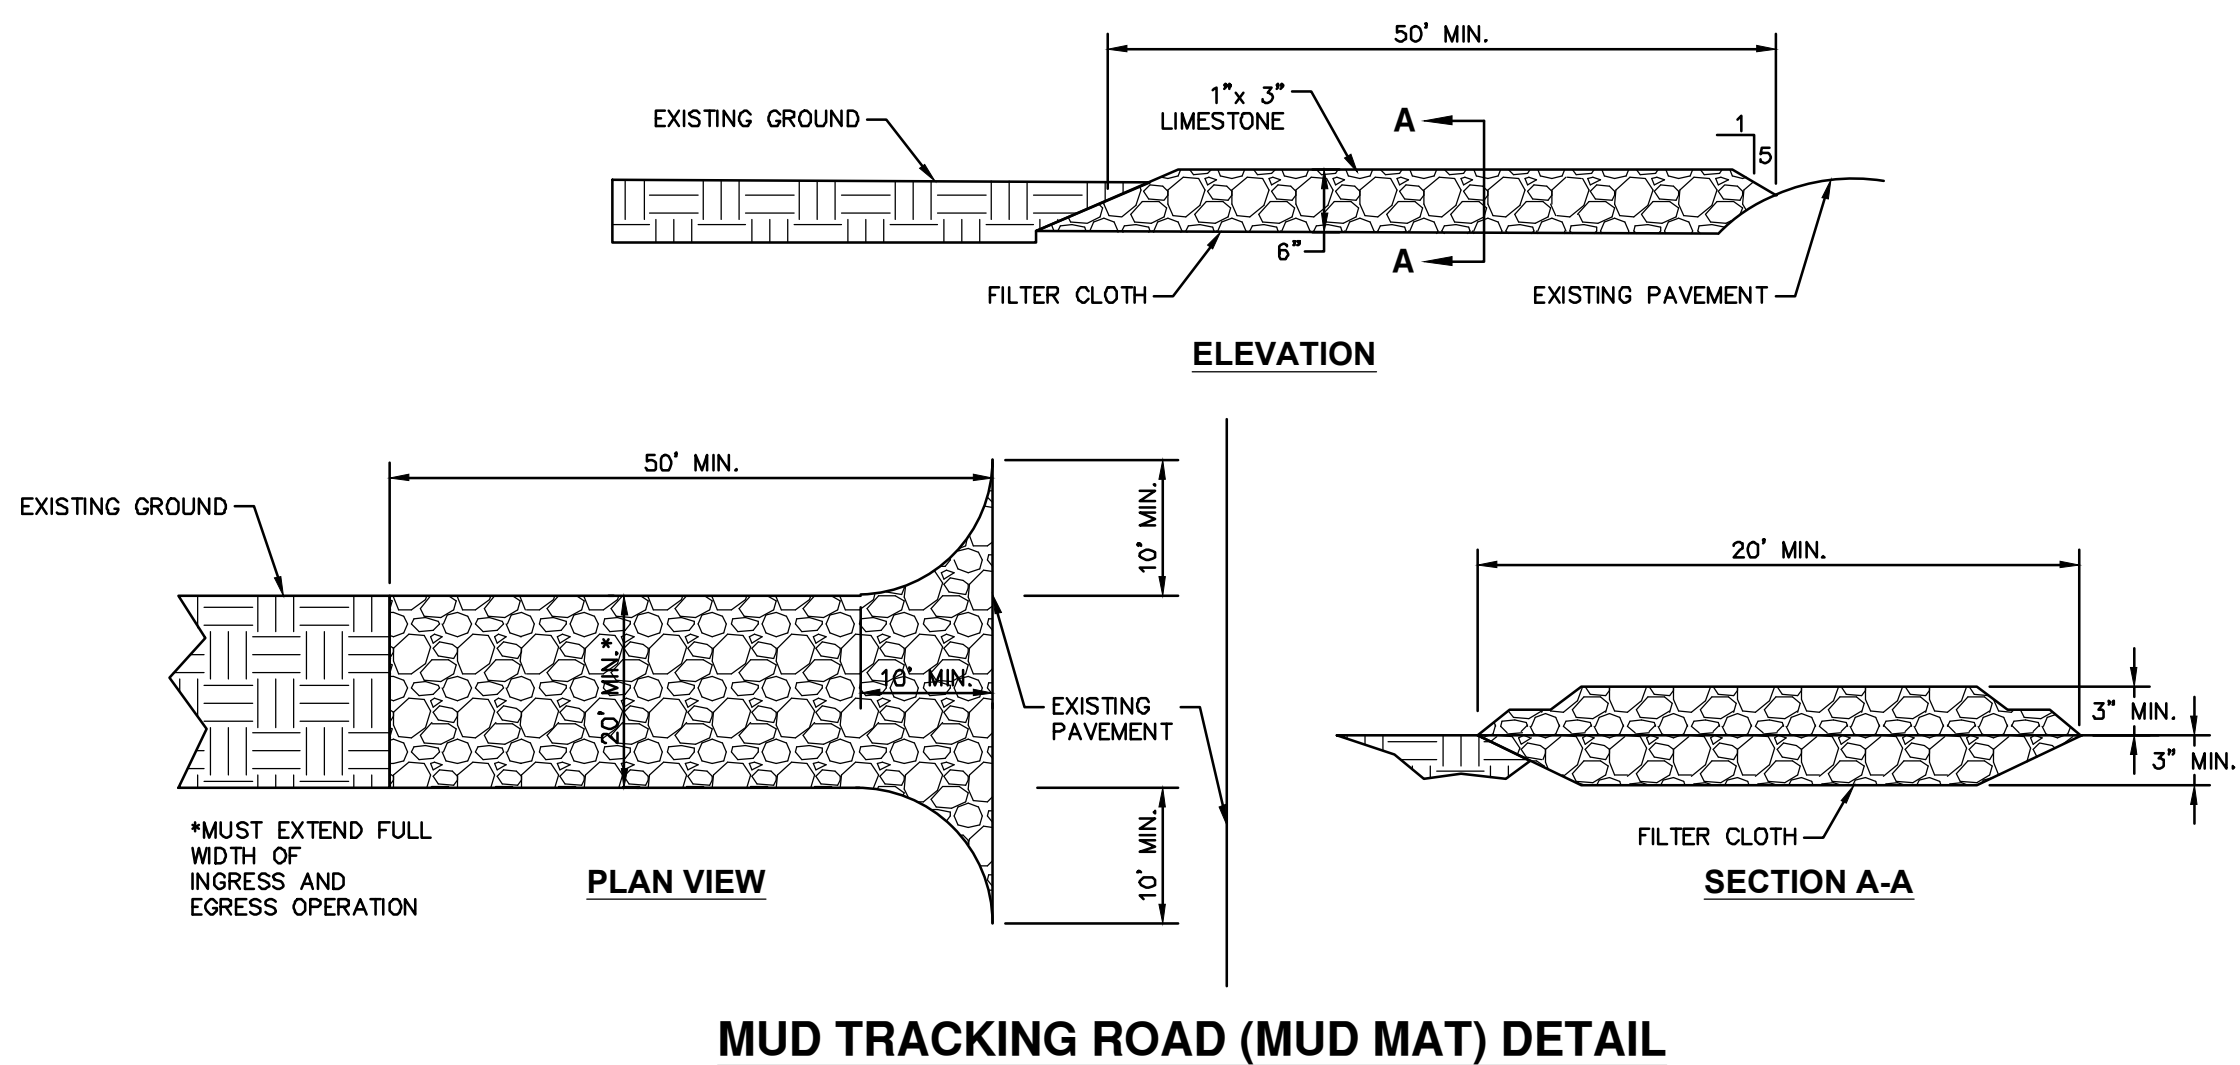 50' MIN.
1"x 3"
LIMESTONE
EXISTING GROUND
A
1
5
6"
A
FILTER CLOTH
EXISTING PAVEMENT
ELEVATION
50' MIN.
EXISTING GROUND
10' MIN.
20' MIN.*
10' MIN.
EXISTING
PAVEMENT
10' MIN.
*MUST EXTEND FULL
WIDTH OF
INGRESS AND
EGRESS OPERATION
PLAN VIEW
20' MIN.
3" MIN.
3" MIN.
FILTER CLOTH
SECTION A-A
MUD TRACKING ROAD (MUD MAT) DETAIL